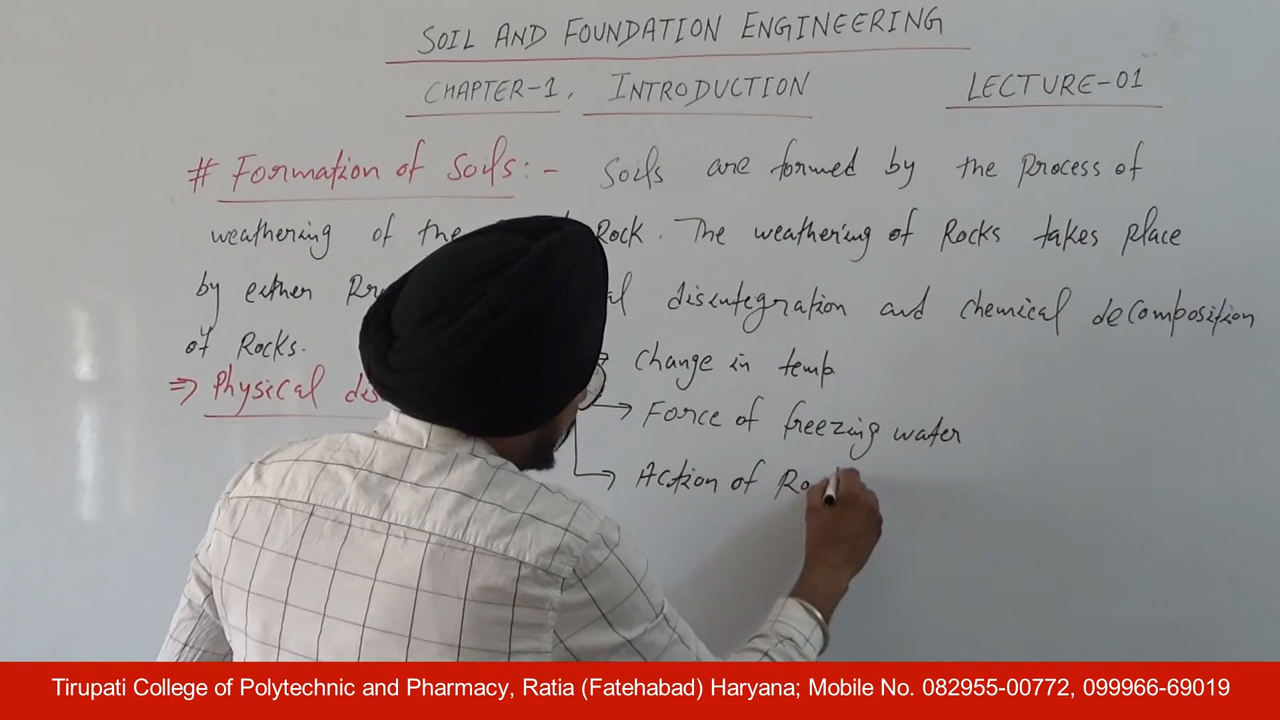 SOIL AND FOUNDATION ENGINEERING
CHAPTER-1, INTRODUCTION LECTURE-01
# Formation of Soils:- Soils are formed by the process of
weathering of the Rock. The weathering of Rocks takes place
by either disintegration and chemical decomposition
of Rocks.
Change in temp
⇒ Physical
Force of freezing water
Action of
Tirupati College of Polytechnic and Pharmacy, Ratia (Fatehabad) Haryana; Mobile No. 082955-00772, 099966-69019